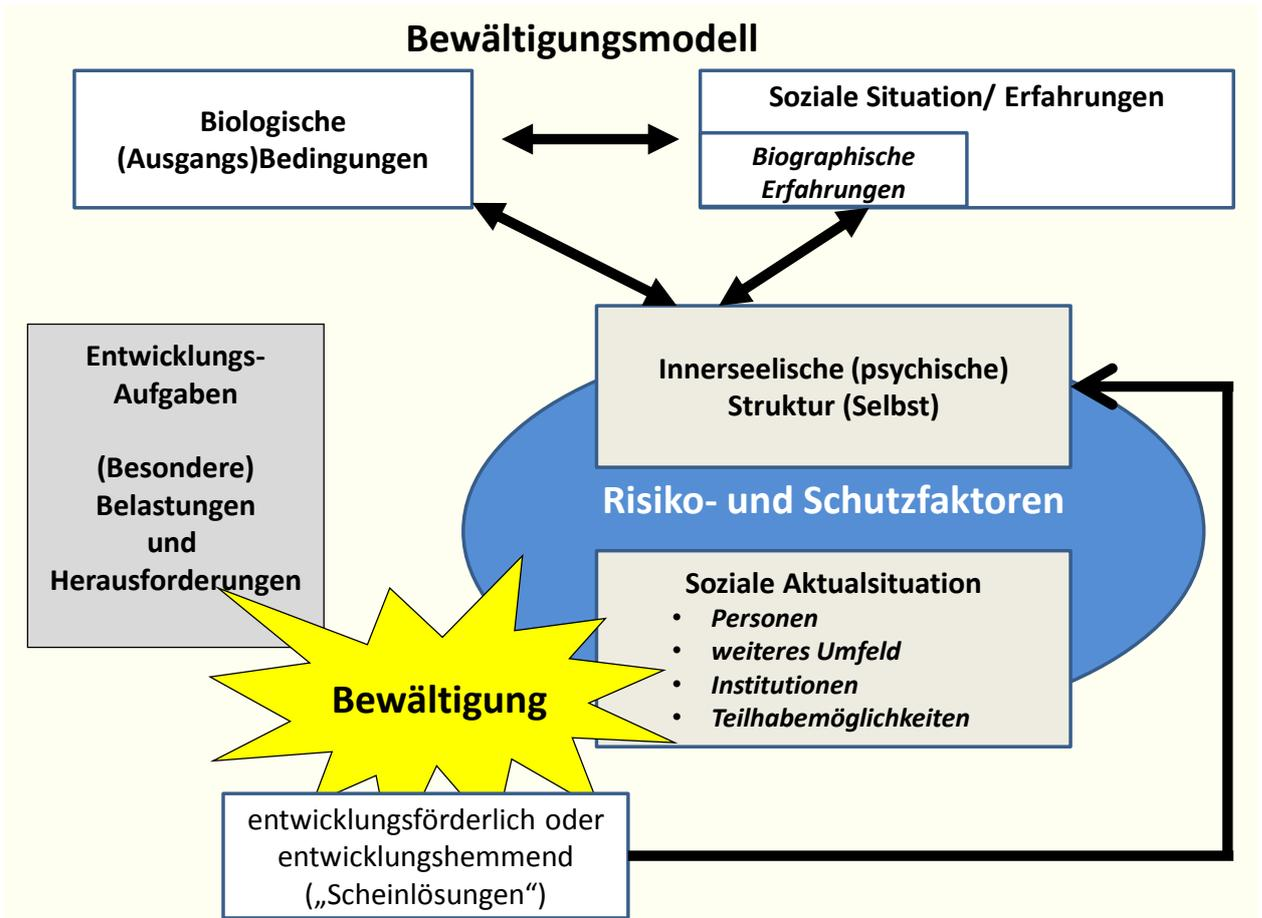 Bewältigungsmodell
Biologische
(Ausgangs)Bedingungen
Soziale Situation/ Erfahrungen
Biographische
Erfahrungen
Innerseelische (psychische)
Struktur (Selbst)
Entwicklungs-
Aufgaben
(Besondere)
Belastungen
und
Herausforderungen
Risiko- und Schutzfaktoren
Soziale Aktualsituation
• Personen
• weiteres Umfeld
• Institutionen
• Teilhabemöglichkeiten
Bewältigung
entwicklungsförderlich oder
entwicklungshemmend
(„Scheinlösungen“)